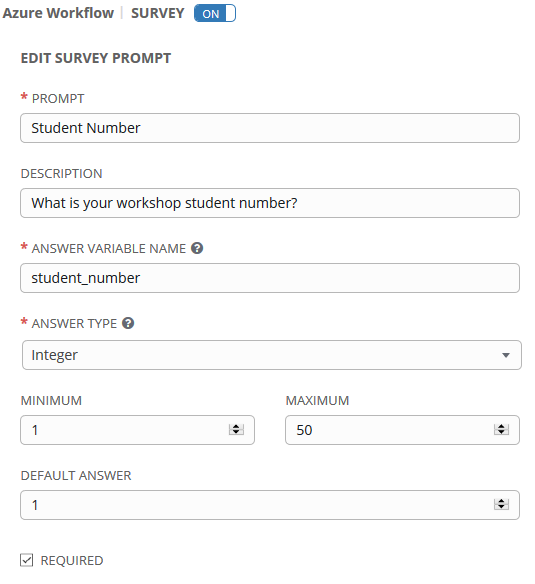 Azure Workflow | SURVEY ON
EDIT SURVEY PROMPT
* PROMPT
Student Number
DESCRIPTION
What is your workshop student number?
* ANSWER VARIABLE NAME ?
student_number
* ANSWER TYPE ?
Integer
MINIMUM MAXIMUM
1 50
DEFAULT ANSWER
1
REQUIRED